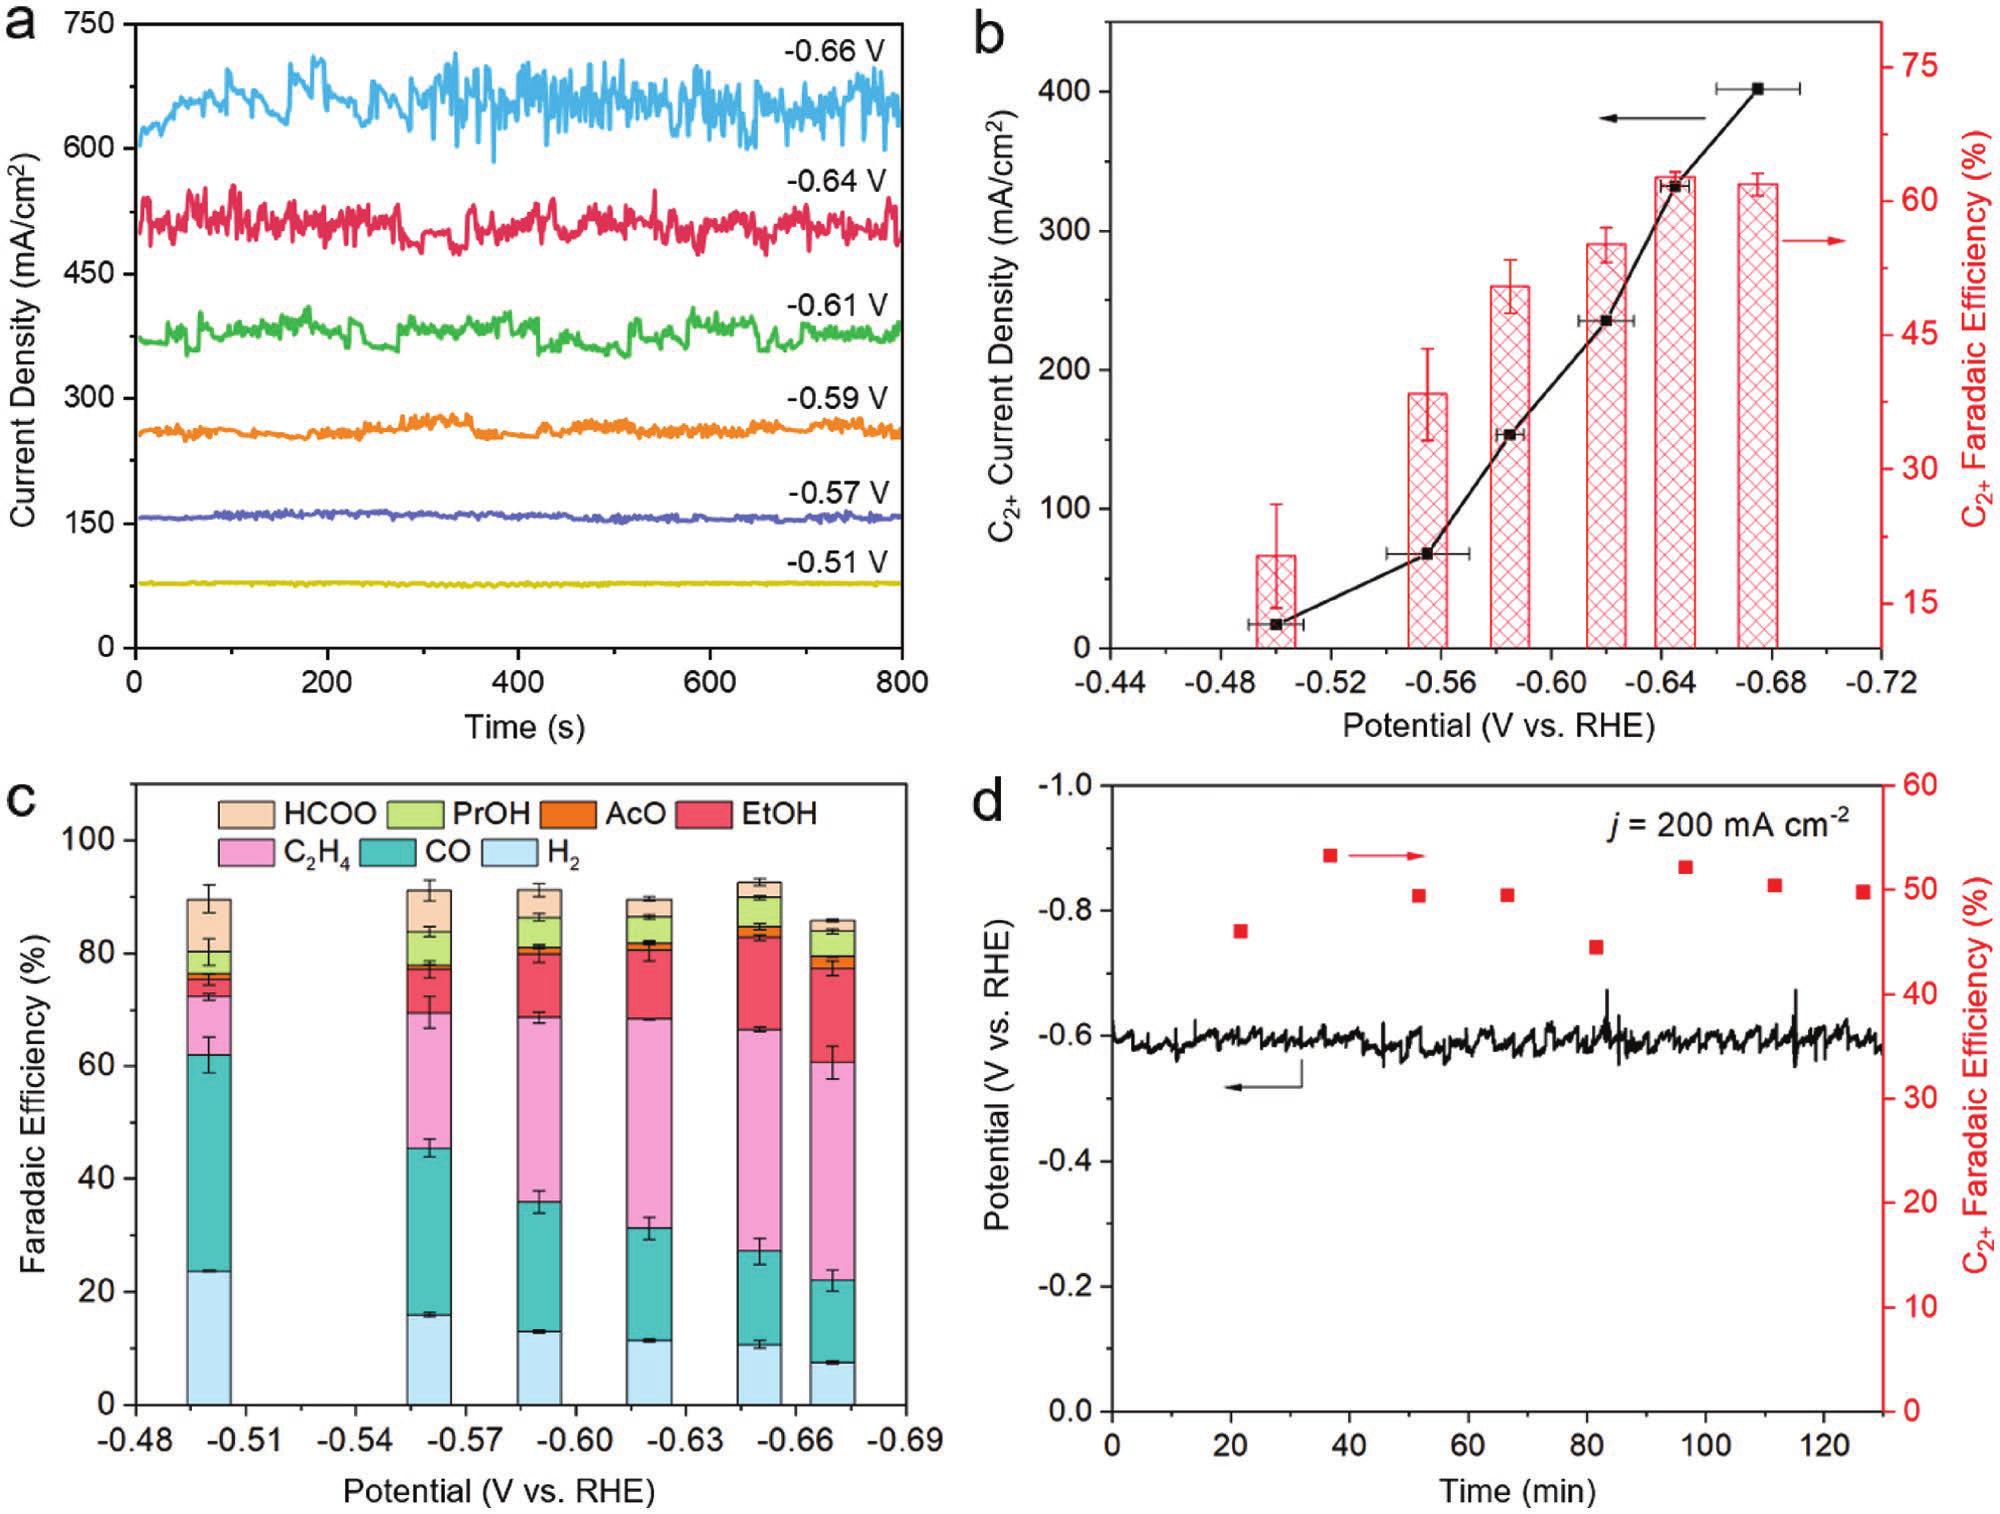 a
750
600
450
300
150
0
Current Density (mA/cm²)
-0.66 V
-0.64 V
-0.61 V
-0.59 V
-0.57 V
-0.51 V
0 200 400 600 800
Time (s)
b
400
300
200
100
0
C₂₊ Current Density (mA/cm²)
75
60
45
30
15
C₂₊ Faradaic Efficiency (%)
-0.44 -0.48 -0.52 -0.56 -0.60 -0.64 -0.68 -0.72
Potential (V vs. RHE)
c
HCOO PrOH AcO EtOH
C₂H₄ CO H₂
100
80
60
40
20
0
Faradaic Efficiency (%)
-0.48 -0.51 -0.54 -0.57 -0.60 -0.63 -0.66 -0.69
Potential (V vs. RHE)
d
j = 200 mA cm⁻²
-1.0
-0.8
-0.6
-0.4
-0.2
0.0
Potential (V vs. RHE)
60
50
40
30
20
10
0
C₂₊ Faradaic Efficiency (%)
0 20 40 60 80 100 120
Time (min)